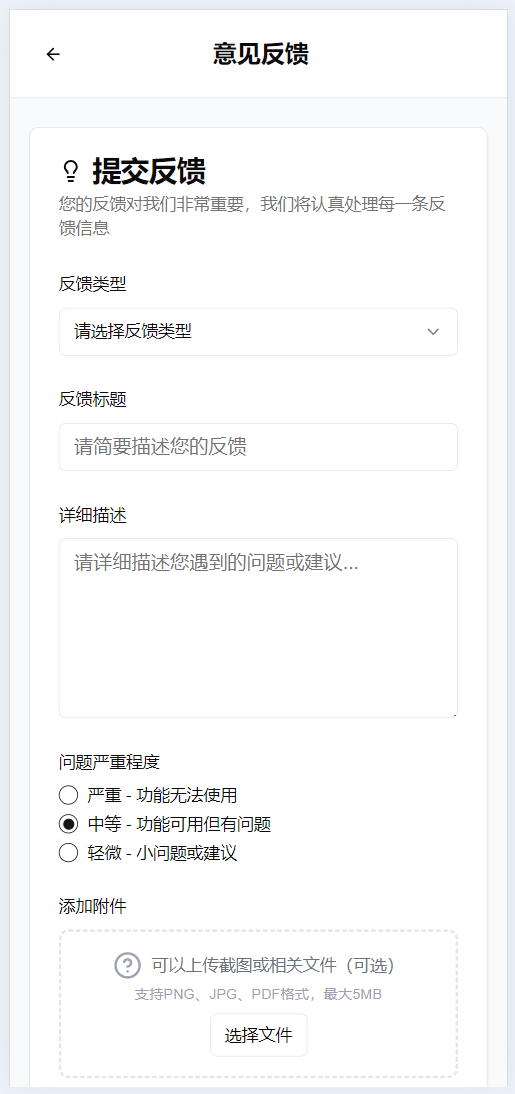 意见反馈
提交反馈
您的反馈对我们非常重要，我们将认真处理每一条反
馈信息
反馈类型
请选择反馈类型
反馈标题
请简要描述您的反馈
详细描述
请详细描述您遇到的问题或建议...
问题严重程度
严重 - 功能无法使用
中等 - 功能可用但有问题
轻微 - 小问题或建议
添加附件
可以上传截图或相关文件（可选）
支持PNG、JPG、PDF格式，最大5MB
选择文件